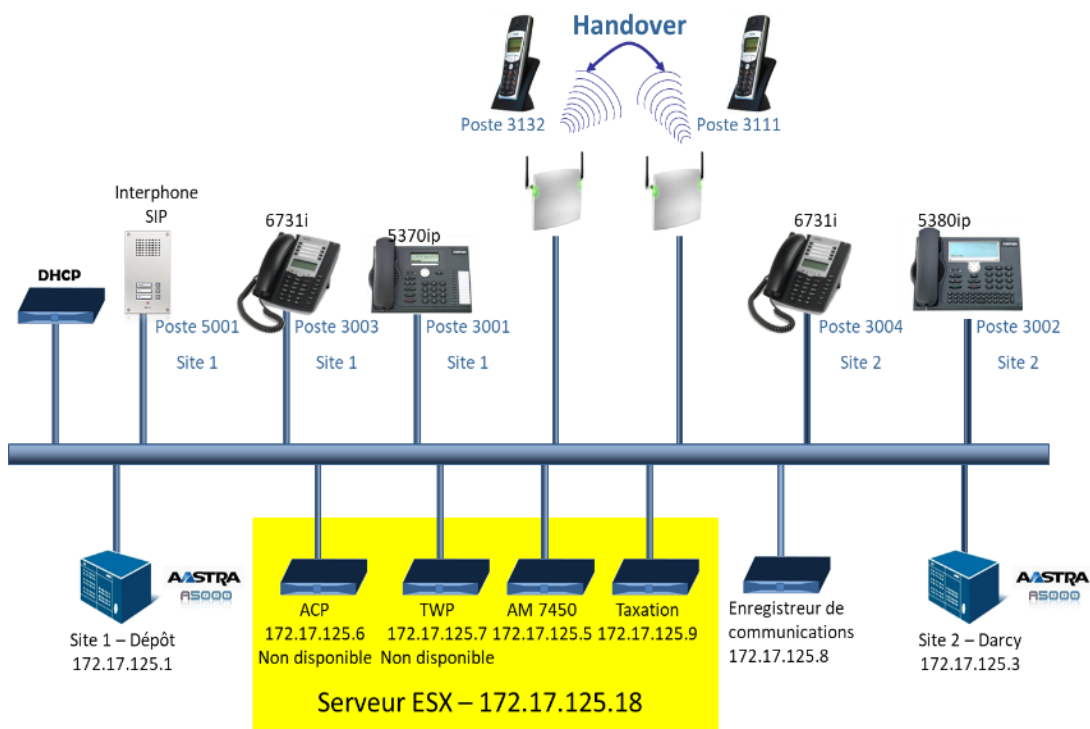 Handover
Poste 3132
Poste 3111
Interphone
SIP
6731i
5370ip
6731i
5380ip
DHCP
Poste 5001
Poste 3003
Poste 3001
Poste 3004
Poste 3002
Site 1
Site 1
Site 1
Site 2
Site 2
AASTRA
A5000
Site 1 – Dépôt
172.17.125.1
ACP
172.17.125.6
Non disponible
TWP
172.17.125.7
Non disponible
AM 7450
172.17.125.5
Taxation
172.17.125.9
Enregistreur de
communications
172.17.125.8
AASTRA
A5000
Site 2 – Darcy
172.17.125.3
Serveur ESX – 172.17.125.18